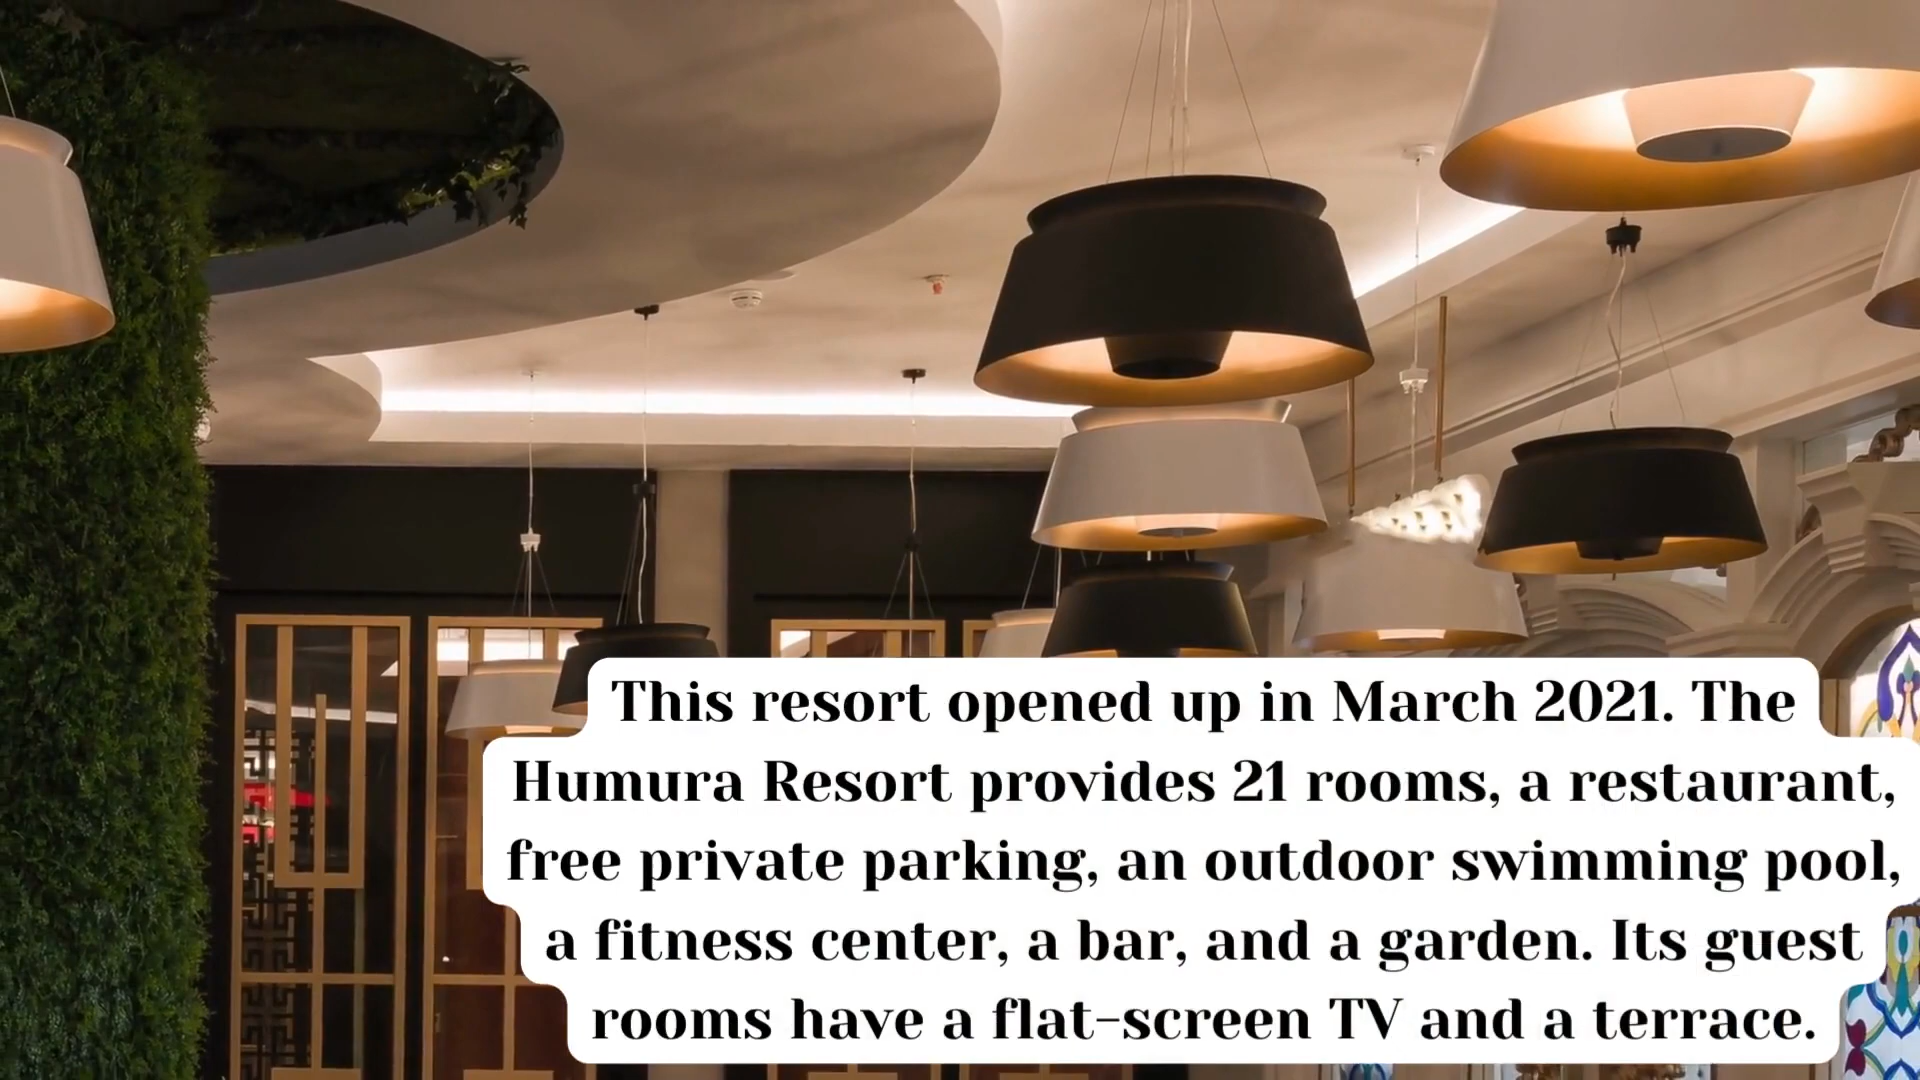 This resort opened up in March 2021. The
Humura Resort provides 21 rooms, a restaurant,
free private parking, an outdoor swimming pool,
a fitness center, a bar, and a garden. Its guest
rooms have a flat-screen TV and a terrace.